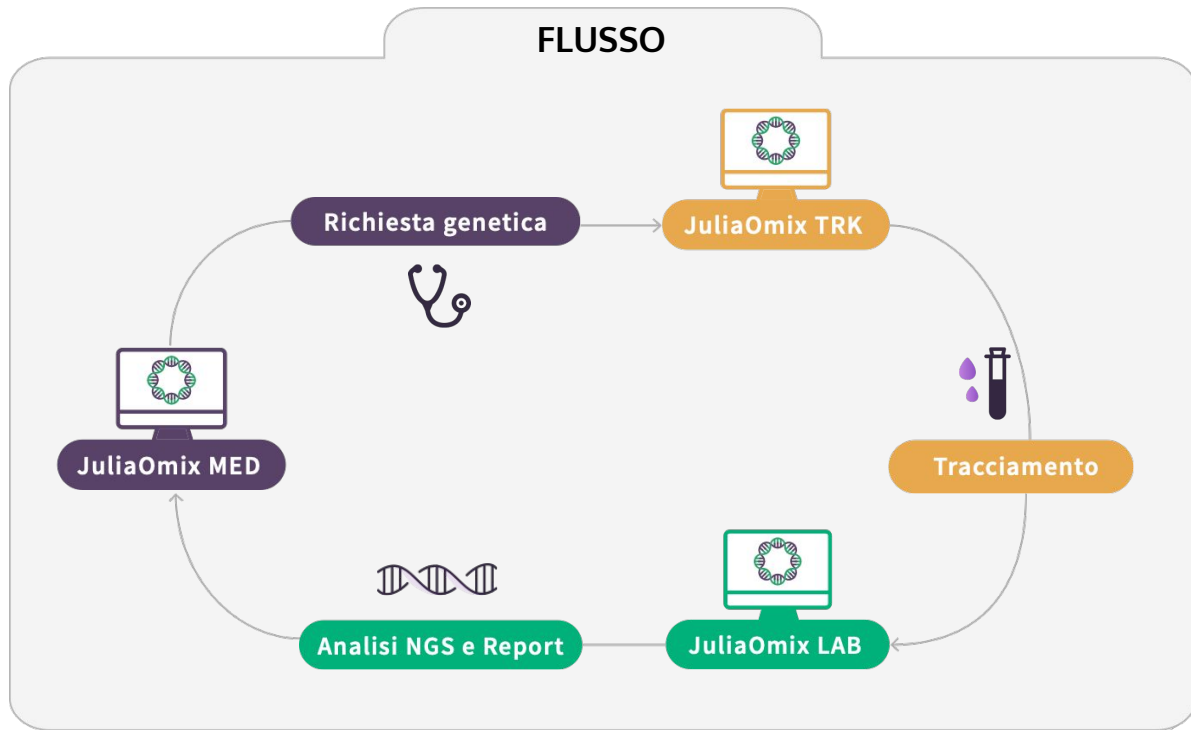 FLUSSO
Richiesta genetica
JuliaOmix TRK
JuliaOmix MED
Tracciamento
Analisi NGS e Report
JuliaOmix LAB